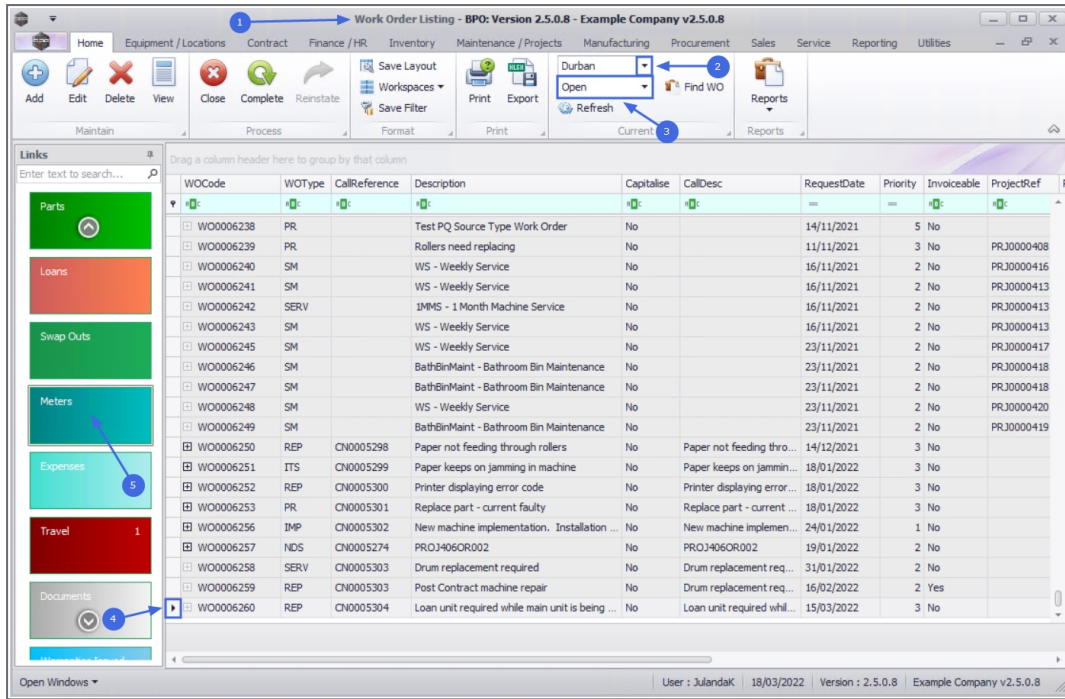 1
Work Order Listing - BPO: Version 2.5.0.8 - Example Company v2.5.0.8
Home Equipment / Locations Contract Finance / HR Inventory Maintenance / Projects Manufacturing Procurement Sales Service Reporting Utilities
Add Edit Delete View
Maintain
Close Complete Reinstate
Process
Save Layout
Workspaces
Save Filter
Format
Print Export
Print
Durban 2
Open Find WO
Refresh
Current 3
Reports
Reports
Links
Enter text to search...
Drag a column header here to group by that column
WOCode WOType CallReference Description Capitalise CallDesc RequestDate Priority Invoiceable ProjectRef
WO0006238 PR Test PQ Source Type Work Order No 14/11/2021 5 No
WO0006239 PR Rollers need replacing No 11/11/2021 3 No PRJ0000408
WO0006240 SM WS - Weekly Service No 16/11/2021 2 No PRJ0000416
WO0006241 SM WS - Weekly Service No 16/11/2021 2 No PRJ0000413
WO0006242 SERV 1MMS - 1 Month Machine Service No 16/11/2021 2 No PRJ0000413
WO0006243 SM WS - Weekly Service No 16/11/2021 2 No PRJ0000413
WO0006245 SM WS - Weekly Service No 23/11/2021 2 No PRJ0000417
WO0006246 SM BathBinMaint - Bathroom Bin Maintenance No 23/11/2021 2 No PRJ0000418
WO0006247 SM BathBinMaint - Bathroom Bin Maintenance No 23/11/2021 2 No PRJ0000418
WO0006248 SM WS - Weekly Service No 23/11/2021 2 No PRJ0000420
WO0006249 SM BathBinMaint - Bathroom Bin Maintenance No 23/11/2021 2 No PRJ0000419
WO0006250 REP CN0005298 Paper not feeding through rollers No Paper not feeding thro... 14/12/2021 3 No
WO0006251 ITS CN0005299 Paper keeps on jamming in machine No Paper keeps on jammin... 18/01/2022 3 No
WO0006252 REP CN0005300 Printer displaying error code No Printer displaying error... 18/01/2022 3 No
WO0006253 PR CN0005301 Replace part - current faulty No Replace part - current ... 18/01/2022 3 No
WO0006256 IMP CN0005302 New machine implementation. Installation ... No New machine implemen... 24/01/2022 1 No
WO0006257 NDS CN0005274 PROJ406OR002 No PROJ406OR002 19/01/2022 2 No
WO0006258 SERV CN0005303 Drum replacement required No Drum replacement req... 31/01/2022 2 No
WO0006259 REP CN0005303 Post Contract machine repair No Drum replacement req... 16/02/2022 2 Yes
WO0006260 REP CN0005304 Loan unit required while main unit is being ... No Loan unit required whil... 15/03/2022 3 No
Parts
Loans
Swap Outs
Meters
Expenses
5
Travel 1
Documents
4
Open Windows
User : JulandaK 18/03/2022 Version : 2.5.0.8 Example Company v2.5.0.8